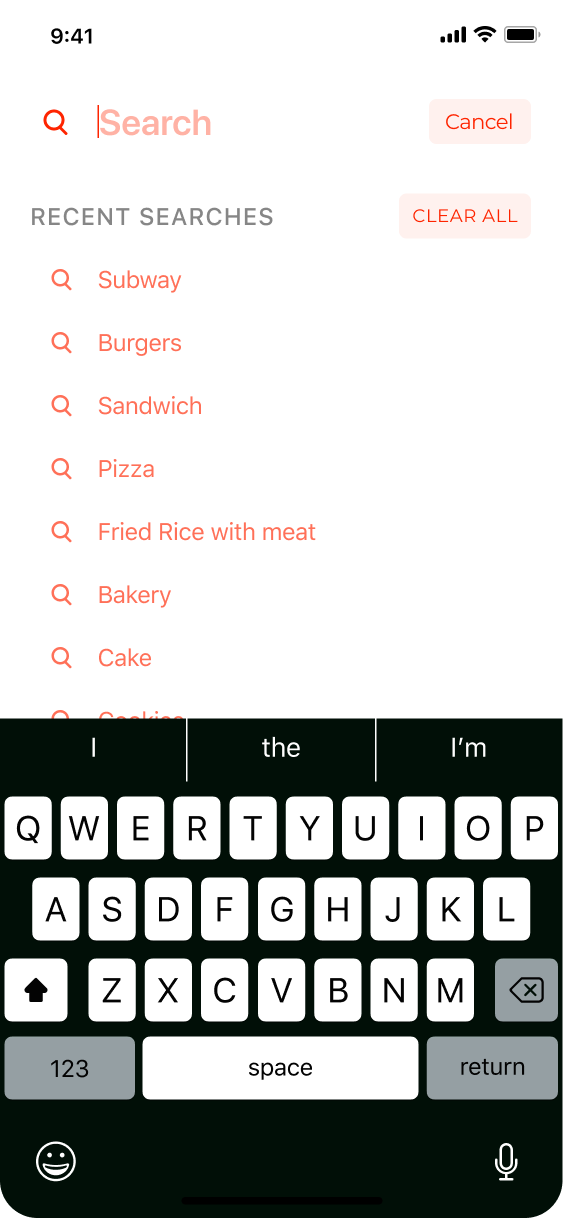 9:41
Search
Cancel
RECENT SEARCHES
CLEAR ALL
Subway
Burgers
Sandwich
Pizza
Fried Rice with meat
Bakery
Cake
Cookies
I the I’m
Q W E R T Y U I O P
A S D F G H J K L
Z X C V B N M
123 space return